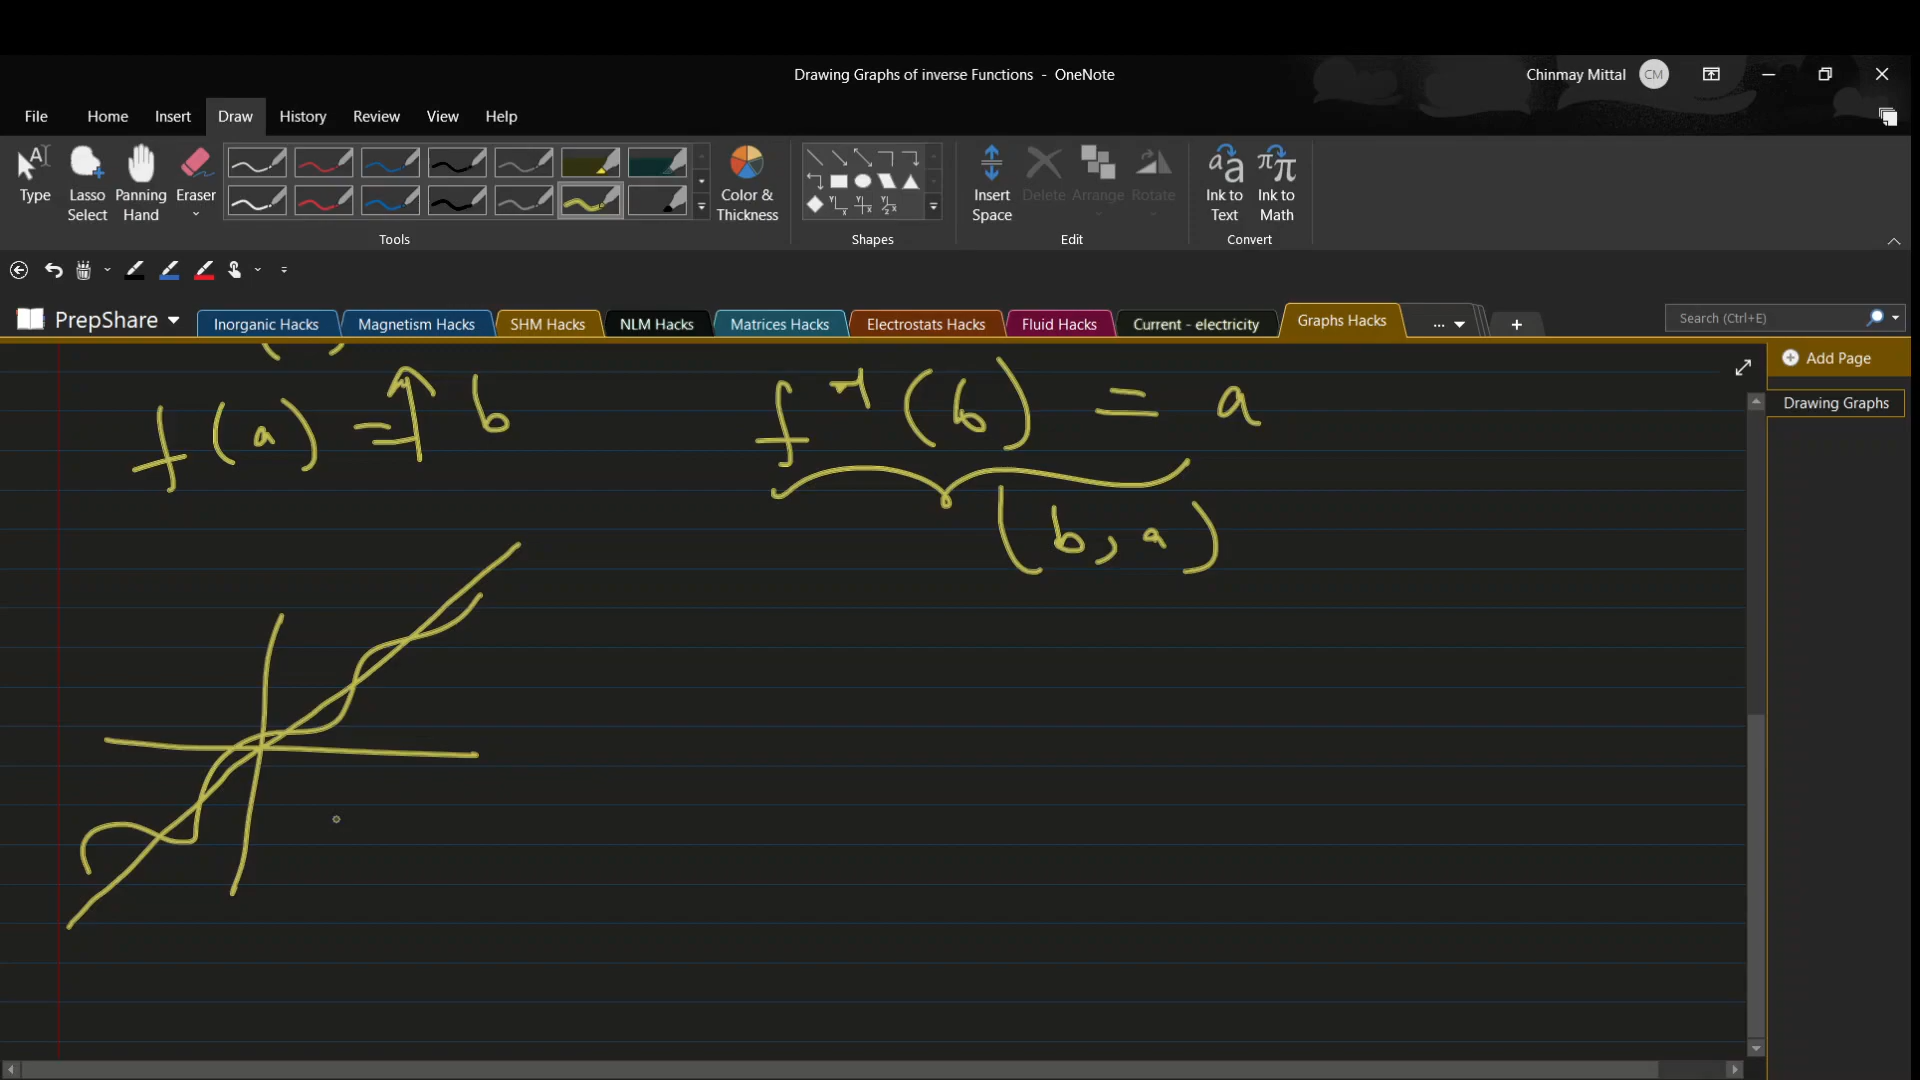 Drawing Graphs of inverse Functions - OneNote
Chinmay Mittal CM
File Home Insert Draw History Review View Help
Type
Lasso Select
Panning Hand
Eraser
Color & Thickness
Insert Space
Delete
Arrange
Rotate
Ink to Text
Ink to Math
Tools
Shapes
Edit
Convert
PrepShare
Inorganic Hacks
Magnetism Hacks
SHM Hacks
NLM Hacks
Matrices Hacks
Electrostats Hacks
Fluid Hacks
Current - electricity
Graphs Hacks
...
Search (Ctrl+E)
Add Page
Drawing Graphs
f(a) = b
f⁻¹(b) = a
(b, a)